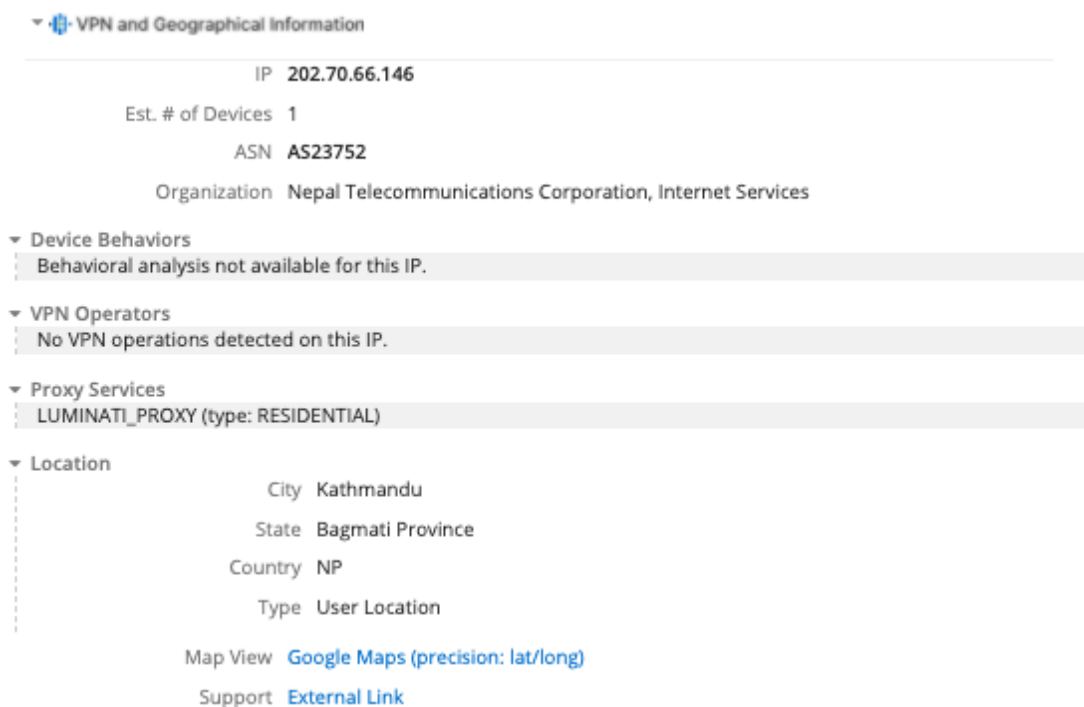 VPN and Geographical Information
IP 202.70.66.146
Est. # of Devices 1
ASN AS23752
Organization Nepal Telecommunications Corporation, Internet Services
Device Behaviors
Behavioral analysis not available for this IP.
VPN Operators
No VPN operations detected on this IP.
Proxy Services
LUMINATI_PROXY (type: RESIDENTIAL)
Location
City Kathmandu
State Bagmati Province
Country NP
Type User Location
Map View Google Maps (precision: lat/long)
Support External Link